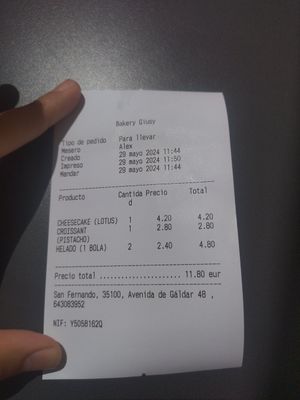 Bakery Giusy
Tipo de pedido Para llevar
Mesero Alex
Creado 29 mayo 2024 11:44
Impreso 29 mayo 2024 11:50
Mandar 29 mayo 2024 11:44
Producto Cantida Precio Total
d
CHEESECAKE (LOTUS) 1 4.20 4.20
CROISSANT 1 2.80 2.80
(PISTACHO)
HELADO (1 BOLA) 2 2.40 4.80
Precio total ...................... 11.80 eur
San Fernando, 35100, Avenida de Gáldar 48 ,
643083952
NIF: Y5058162Q